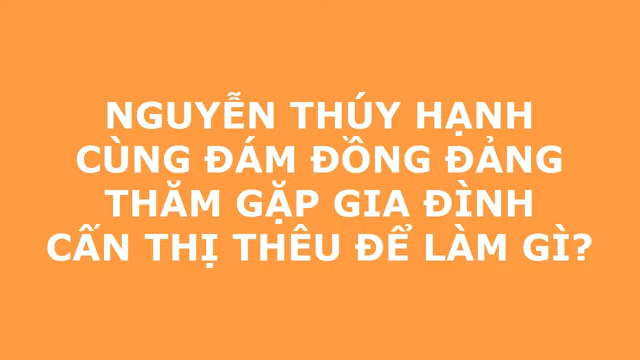 NGUYỄN THÚY HẠNH
CÙNG ĐÁM ĐỒNG ĐẢNG
THĂM GẶP GIA ĐÌNH
CẤN THỊ THÊU ĐỂ LÀM GÌ?